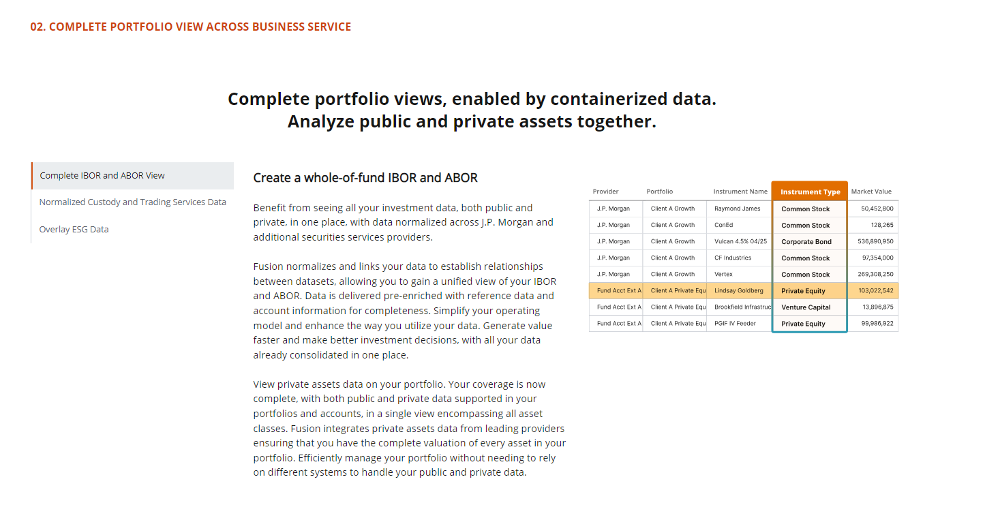 02. COMPLETE PORTFOLIO VIEW ACROSS BUSINESS SERVICE
Complete portfolio views, enabled by containerized data.
Analyze public and private assets together.
Complete IBOR and ABOR View
Normalized Custody and Trading Services Data
Overlay ESG Data
Create a whole-of-fund IBOR and ABOR
Benefit from seeing all your investment data, both public and
private, in one place, with data normalized across J.P. Morgan and
additional securities services providers.
Fusion normalizes and links your data to establish relationships
between datasets, allowing you to gain a unified view of your IBOR
and ABOR. Data is delivered pre-enriched with reference data and
account information for completeness. Simplify your operating
model and enhance the way you utilize your data. Generate value
faster and make better investment decisions, with all your data
already consolidated in one place.
View private assets data on your portfolio. Your coverage is now
complete, with both public and private data supported in your
portfolios and accounts, in a single view encompassing all asset
classes. Fusion integrates private assets data from leading providers
ensuring that you have the complete valuation of every asset in your
portfolio. Efficiently manage your portfolio without needing to rely
on different systems to handle your public and private data.
Provider Portfolio Instrument Name Instrument Type Market Value
J.P. Morgan Client A Growth Raymond James Common Stock 50,452,800
J.P. Morgan Client A Growth ConEd Common Stock 128,265
J.P. Morgan Client A Growth Vulcan 4.5% 04/25 Corporate Bond 536,890,950
J.P. Morgan Client A Growth CF Industries Common Stock 97,354,000
J.P. Morgan Client A Growth Vertex Common Stock 269,308,250
Fund Acct Ext A Client A Private Equ Lindsay Goldberg Private Equity 103,022,542
Fund Acct Ext A Client A Private Equ Brookfield Infrastruc Venture Capital 13,896,875
Fund Acct Ext A Client A Private Equ PGIF IV Feeder Private Equity 99,986,922